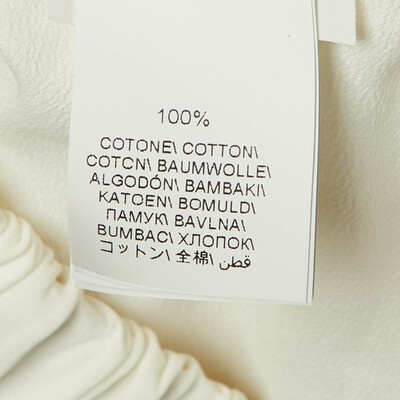 100%
COTONE\ COTTON\
COTCN\ BAUMWOLLE\
ALGODÓN\ BAMBAKI\
KATOEN\ BOMULD\
ПАМУК\ BAVLNA\
BUMBAC\ ХЛОПОК\
コットン\ 全棉\ قطن